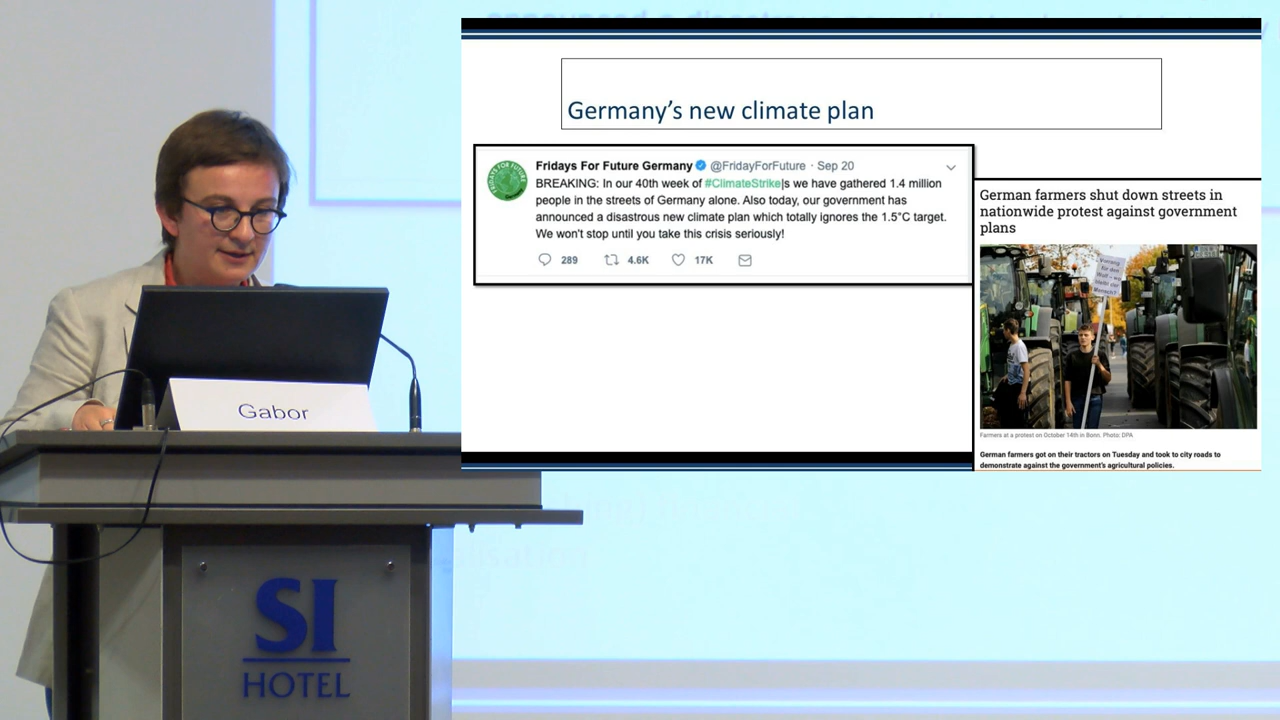 Germany's new climate plan
Fridays For Future Germany @FridayForFuture · Sep 20
BREAKING: In our 40th week of #ClimateStrike|s we have gathered 1.4 million
people in the streets of Germany alone. Also today, our government has
announced a disastrous new climate plan which totally ignores the 1.5°C target.
We won't stop until you take this crisis seriously!
289 4.6K 17K
German farmers shut down streets in
nationwide protest against government
plans
Farmers at a protest on October 14th in Bonn. Photo: DPA
German farmers got on their tractors on Tuesday and took to city roads to
demonstrate against the government's agricultural policies.
Gabor
SI
HOTEL